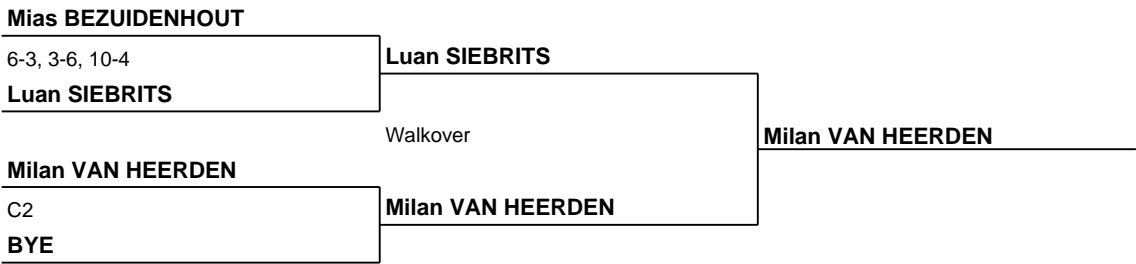 Mias BEZUIDENHOUT
6-3, 3-6, 10-4
Luan SIEBRITS
Luan SIEBRITS
Walkover
Milan VAN HEERDEN
Milan VAN HEERDEN
C2
Milan VAN HEERDEN
BYE